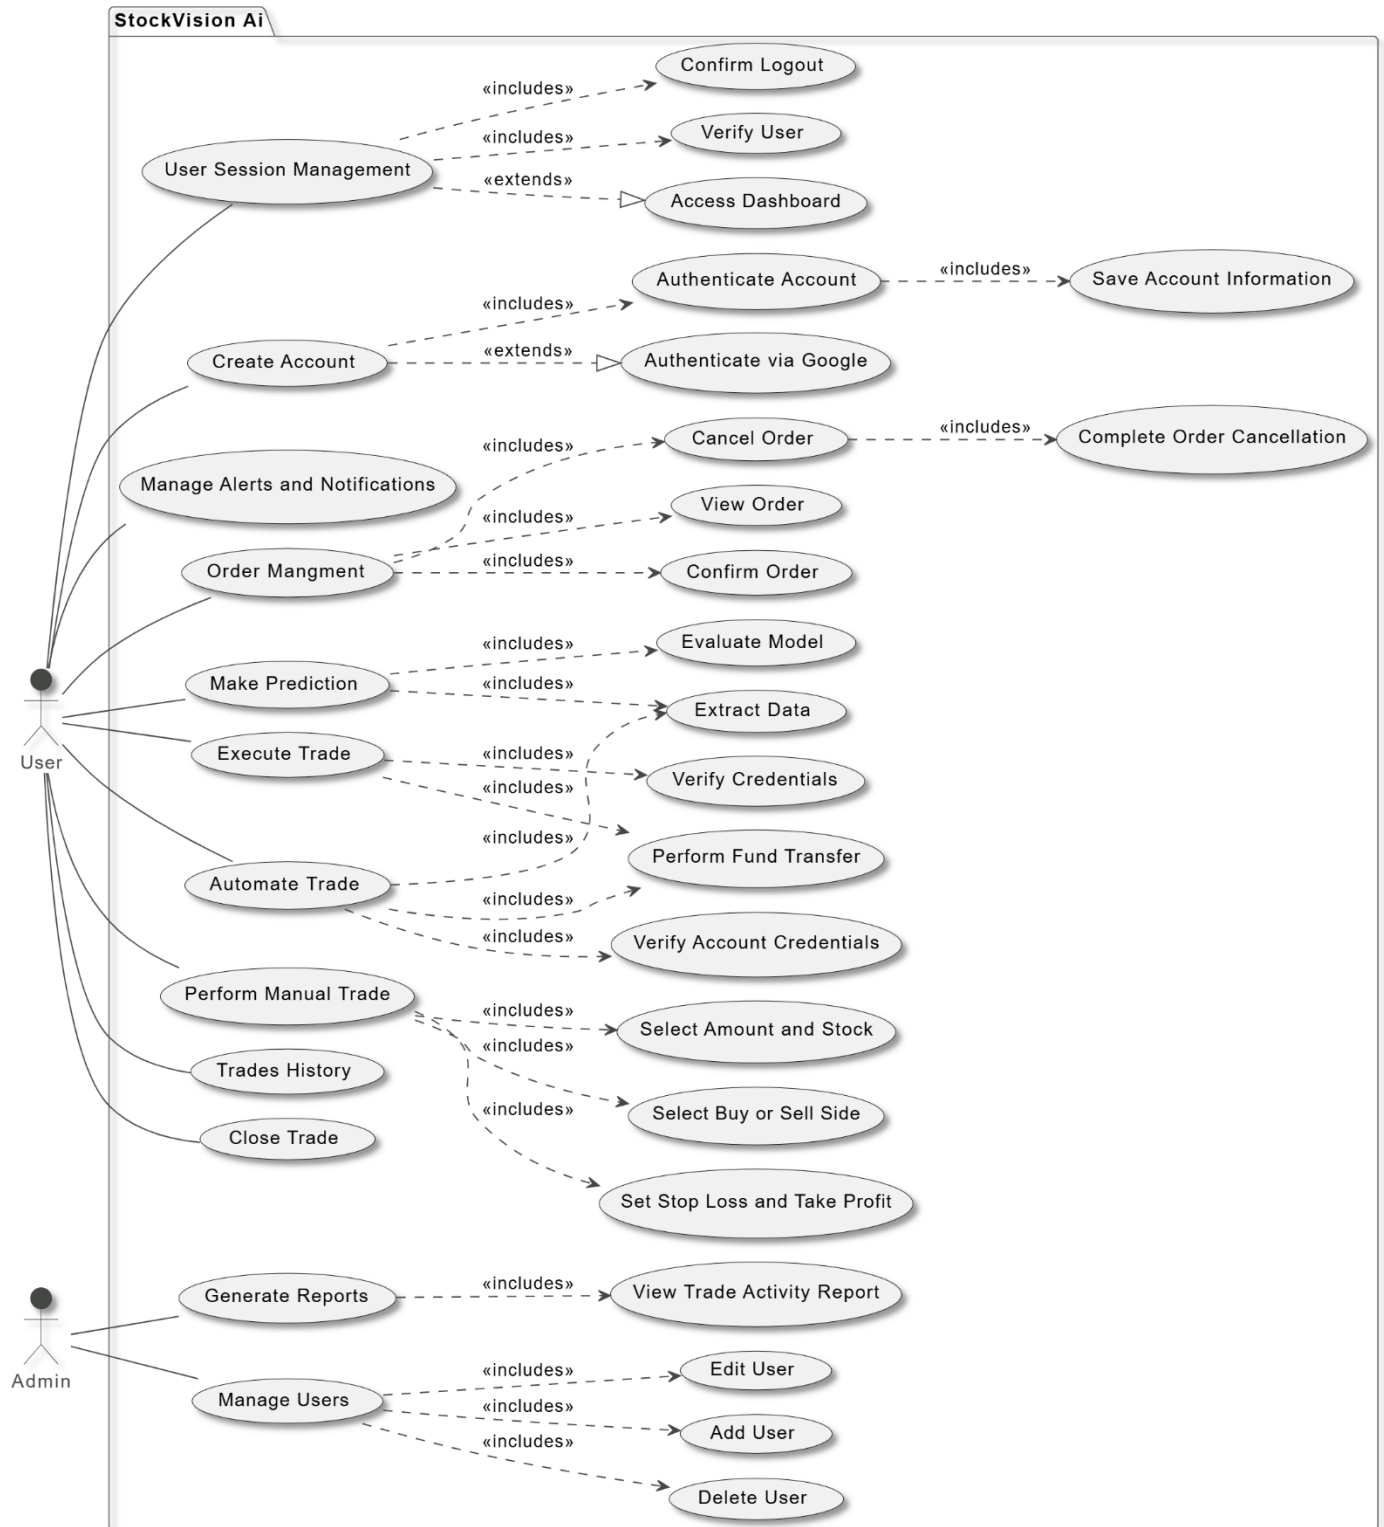 StockVision Ai
Confirm Logout
«includes»
Verify User
«includes»
User Session Management
«extends»
Access Dashboard
Authenticate Account
«includes»
Save Account Information
«includes»
Create Account
«extends»
Authenticate via Google
Cancel Order
«includes»
Complete Order Cancellation
«includes»
Manage Alerts and Notifications
View Order
«includes»
Order Mangment
«includes»
Confirm Order
Evaluate Model
«includes»
Make Prediction
«includes»
Extract Data
User
Execute Trade
«includes»
Verify Credentials
«includes»
«includes»
Perform Fund Transfer
Automate Trade
«includes»
«includes»
Verify Account Credentials
Perform Manual Trade
«includes»
Select Amount and Stock
«includes»
Trades History
«includes»
Select Buy or Sell Side
Close Trade
Set Stop Loss and Take Profit
Generate Reports
«includes»
View Trade Activity Report
Admin
«includes»
Edit User
Manage Users
«includes»
Add User
«includes»
Delete User